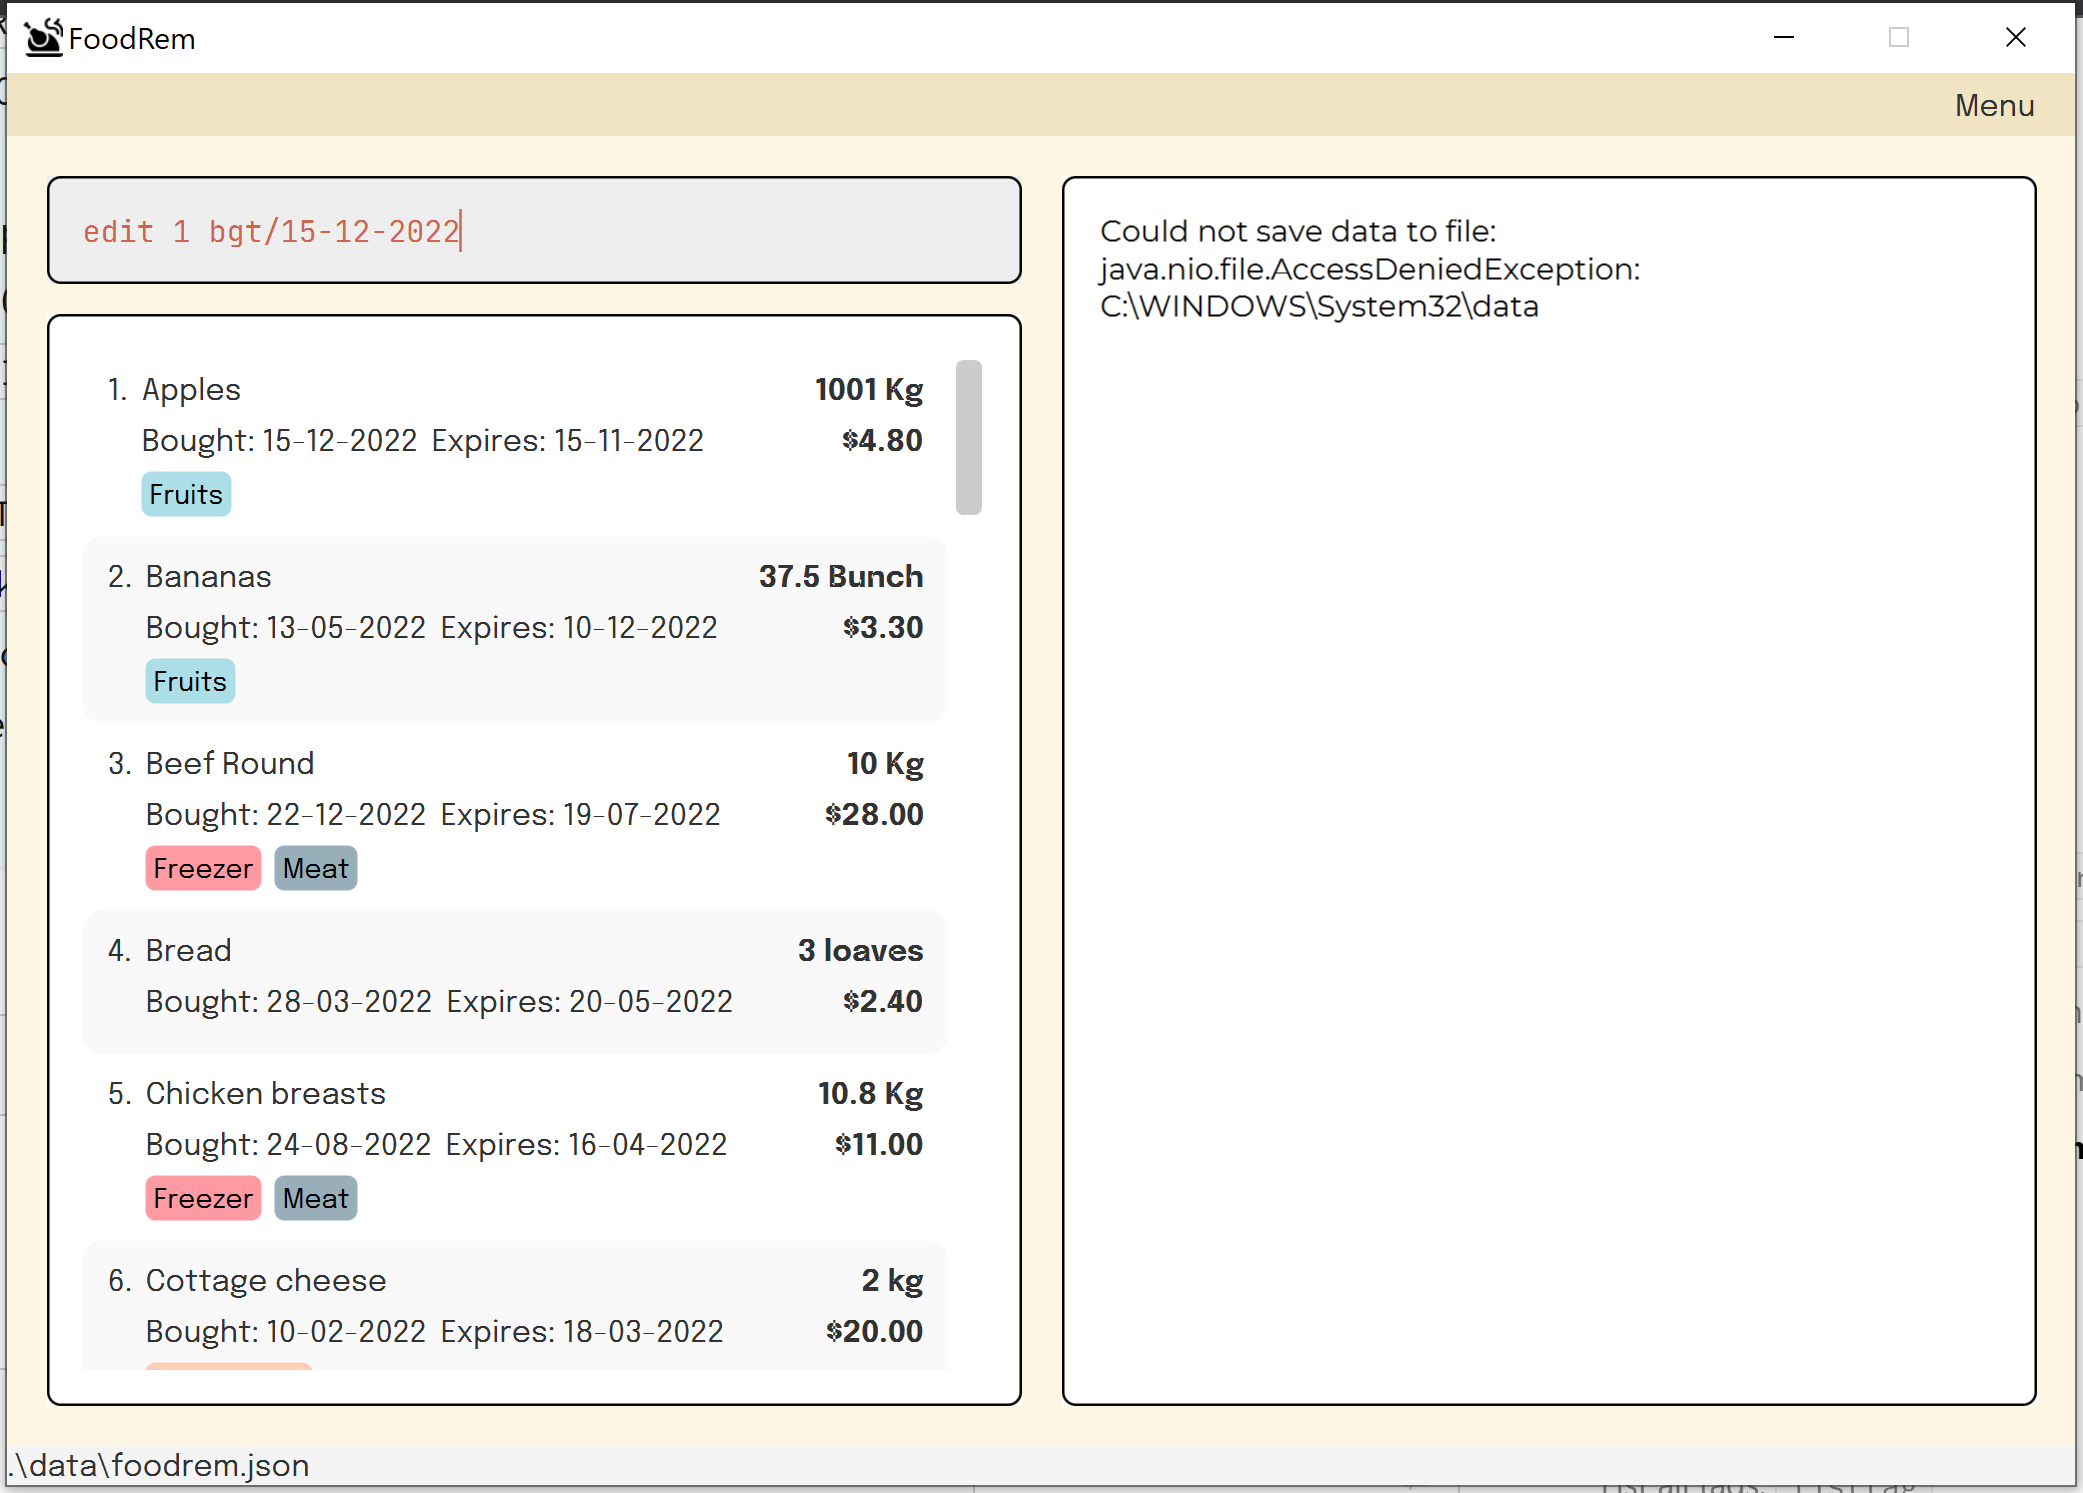 FoodRem
Menu
edit 1 bgt/15-12-2022
Could not save data to file:
java.nio.file.AccessDeniedException:
C:\WINDOWS\System32\data
1. Apples 1001 Kg
Bought: 15-12-2022 Expires: 15-11-2022 $4.80
Fruits
2. Bananas 37.5 Bunch
Bought: 13-05-2022 Expires: 10-12-2022 $3.30
Fruits
3. Beef Round 10 Kg
Bought: 22-12-2022 Expires: 19-07-2022 $28.00
Freezer Meat
4. Bread 3 loaves
Bought: 28-03-2022 Expires: 20-05-2022 $2.40
5. Chicken breasts 10.8 Kg
Bought: 24-08-2022 Expires: 16-04-2022 $11.00
Freezer Meat
6. Cottage cheese 2 kg
Bought: 10-02-2022 Expires: 18-03-2022 $20.00
.\data\foodrem.json